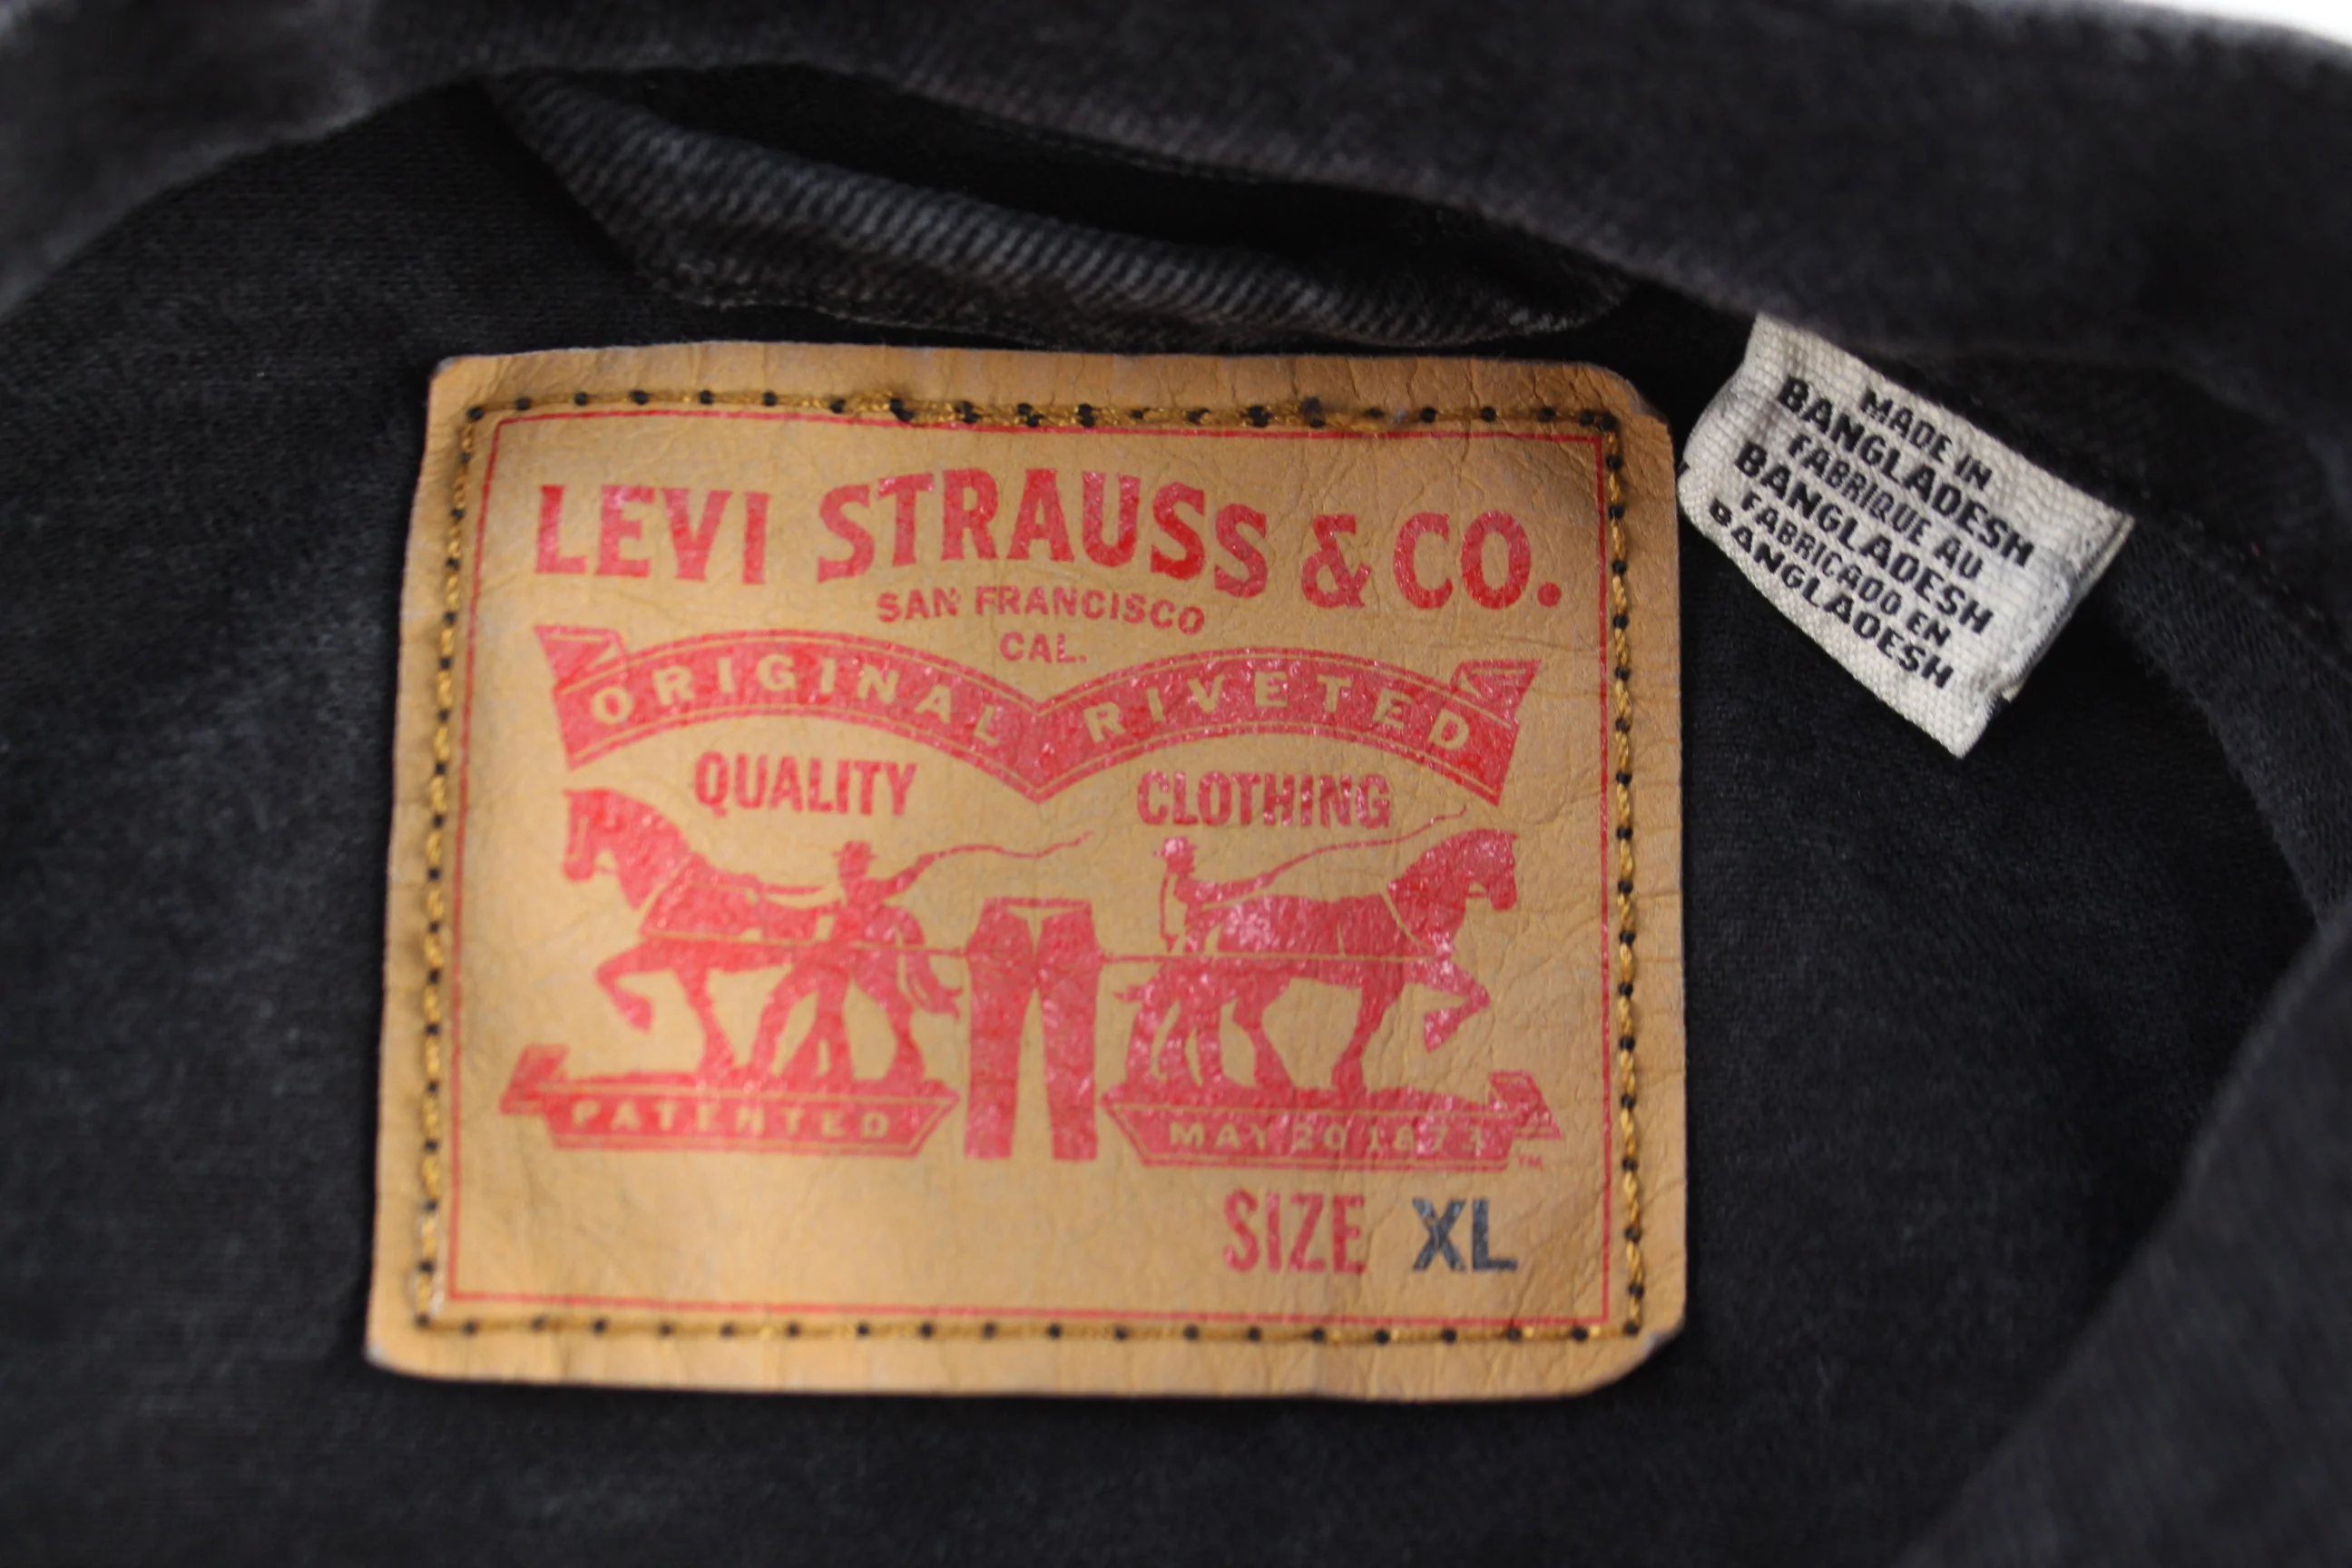 LEVI STRAUSS & CO.
SAN FRANCISCO
CAL.
ORIGINAL RIVETED
QUALITY CLOTHING
PATENTED MAY 20 1873
TM
SIZE XL
MADE IN
BANGLADESH
FABRIQUE AU
BANGLADESH
FABRICADO EN
BANGLADESH